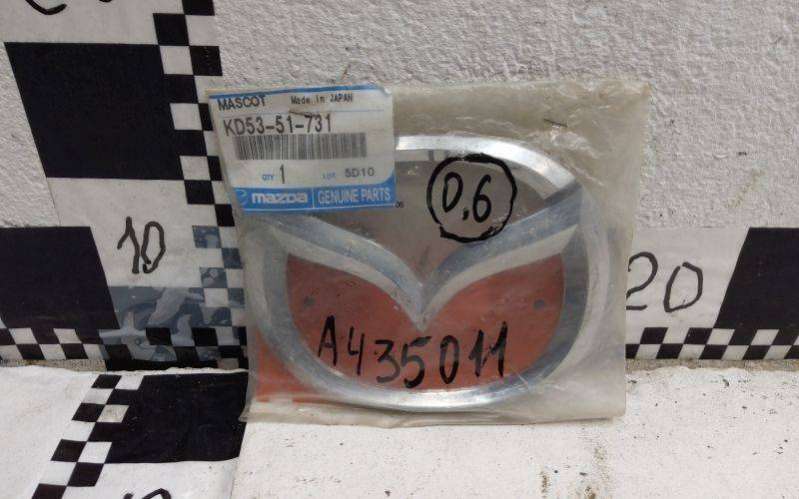 MASCOT Made in JAPAN
KD53-51-731
QTY 1 LOT 5D10
mazda GENUINE PARTS
0,6
10
20
A435011